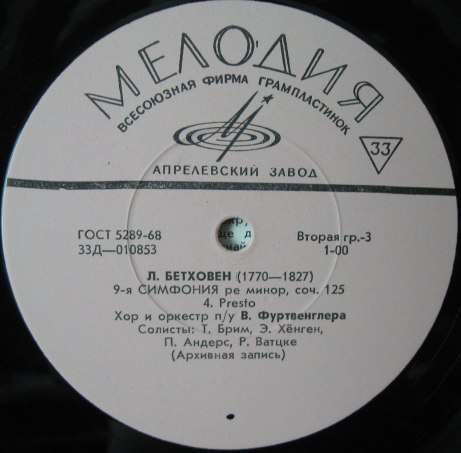 МЕЛОДИЯ
ВСЕСОЮЗНАЯ ФИРМА ГРАМПЛАСТИНОК
33
АПРЕЛЕВСКИЙ ЗАВОД
ГОСТ 5289-68
33Д—010853
Вторая гр.-3
1-00
Л. БЕТХОВЕН (1770—1827)
9-я СИМФОНИЯ ре минор, соч. 125
4. Presto
Хор и оркестр п/у В. Фуртвенглера
Солисты: Т. Брим, Э. Хёнген,
П. Андерс, Р. Ватцке
(Архивная запись)